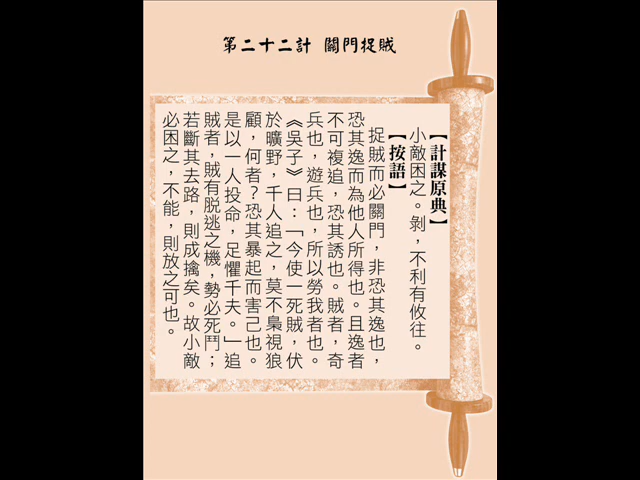 第二十二計 關門捉賊
【計謀原典】
小敵困之。剝，不利有攸往。
【按語】
捉賊而必關門，非恐其逸也，
恐其逸而為他人所得也。且逸者
不可複追，恐其誘也。賊者，奇
兵也，遊兵也，所以勞我者也。
《吳子》曰：「今使一死賊，伏
於曠野，千人追之，莫不梟視狼
顧，何者？恐其暴起而害己也。
是以一人投命，足懼千夫。」追
賊者，賊有脫逃之機，勢必死鬥；
若斷其去路，則成擒矣。故小敵
必困之，不能，則放之可也。